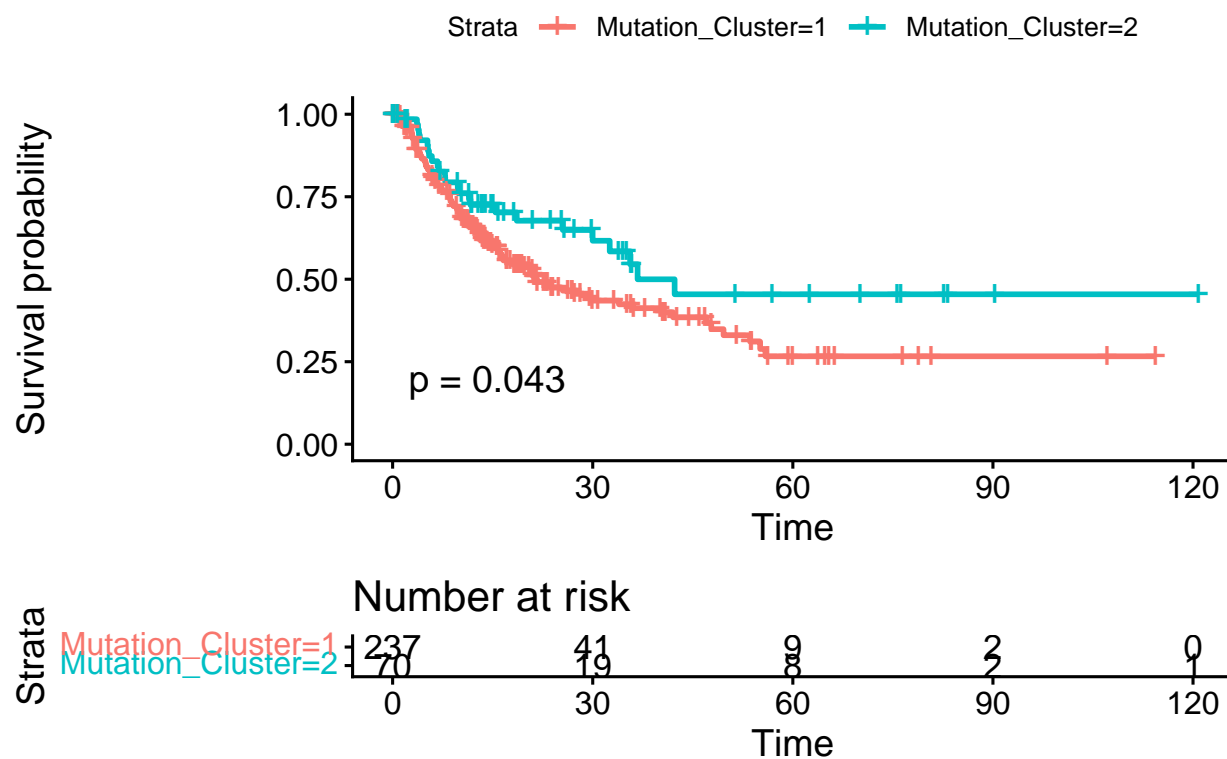 Strata Mutation_Cluster=1 Mutation_Cluster=2
Survival probability
1.00
0.75
0.50
0.25
0.00
p = 0.043
0 30 60 90 120
Time
Number at risk
Strata
Mutation_Cluster=1 237 41 9 2 0
Mutation_Cluster=2 70 19 8 2 1
0 30 60 90 120
Time